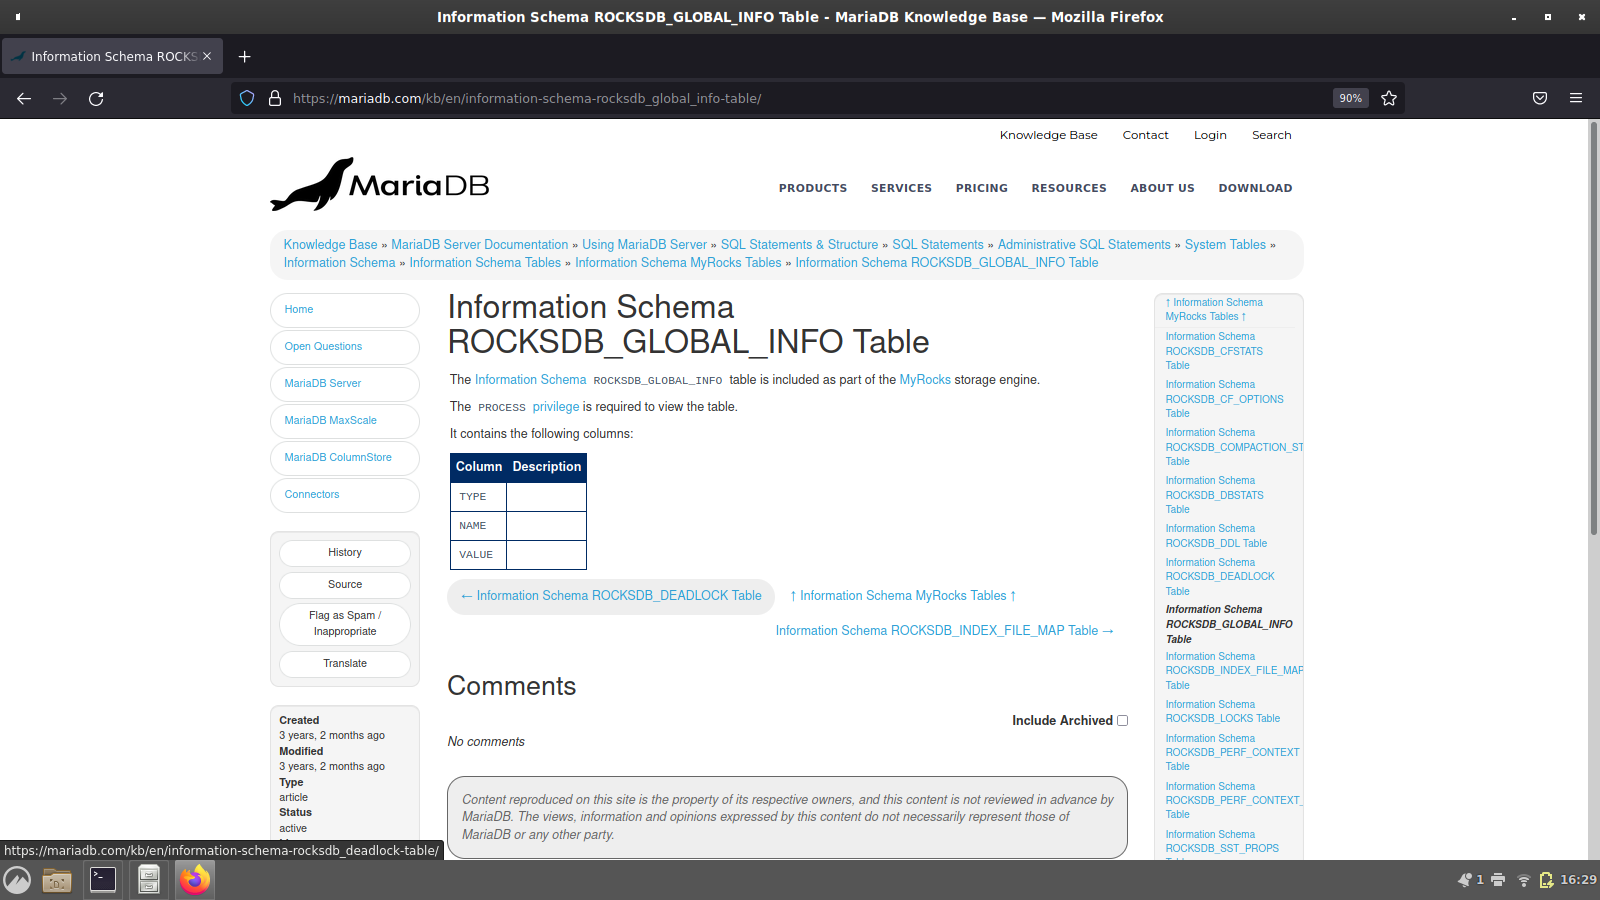 Information Schema ROCKSDB_GLOBAL_INFO Table - MariaDB Knowledge Base — Mozilla Firefox
Information Schema ROCKS
https://mariadb.com/kb/en/information-schema-rocksdb_global_info-table/
90%
Knowledge Base Contact Login Search
MariaDB
PRODUCTS SERVICES PRICING RESOURCES ABOUT US DOWNLOAD
Knowledge Base » MariaDB Server Documentation » Using MariaDB Server » SQL Statements & Structure » SQL Statements » Administrative SQL Statements » System Tables »
Information Schema » Information Schema Tables » Information Schema MyRocks Tables » Information Schema ROCKSDB_GLOBAL_INFO Table
Home
Open Questions
MariaDB Server
MariaDB MaxScale
MariaDB ColumnStore
Connectors
History
Source
Flag as Spam /
Inappropriate
Translate
Created
3 years, 2 months ago
Modified
3 years, 2 months ago
Type
article
Status
active
Information Schema
ROCKSDB_GLOBAL_INFO Table
The Information Schema ROCKSDB_GLOBAL_INFO table is included as part of the MyRocks storage engine.
The PROCESS privilege is required to view the table.
It contains the following columns:
Column Description
TYPE
NAME
VALUE
← Information Schema ROCKSDB_DEADLOCK Table
↑ Information Schema MyRocks Tables ↑
Information Schema ROCKSDB_INDEX_FILE_MAP Table →
Comments
Include Archived
No comments
Content reproduced on this site is the property of its respective owners, and this content is not reviewed in advance by
MariaDB. The views, information and opinions expressed by this content do not necessarily represent those of
MariaDB or any other party.
↑ Information Schema
MyRocks Tables ↑
Information Schema
ROCKSDB_CFSTATS
Table
Information Schema
ROCKSDB_CF_OPTIONS
Table
Information Schema
ROCKSDB_COMPACTION_ST
Table
Information Schema
ROCKSDB_DBSTATS
Table
Information Schema
ROCKSDB_DDL Table
Information Schema
ROCKSDB_DEADLOCK
Table
Information Schema
ROCKSDB_GLOBAL_INFO
Table
Information Schema
ROCKSDB_INDEX_FILE_MAP
Table
Information Schema
ROCKSDB_LOCKS Table
Information Schema
ROCKSDB_PERF_CONTEXT
Table
Information Schema
ROCKSDB_PERF_CONTEXT_
Table
Information Schema
ROCKSDB_SST_PROPS
https://mariadb.com/kb/en/information-schema-rocksdb_deadlock-table/
1
16:29